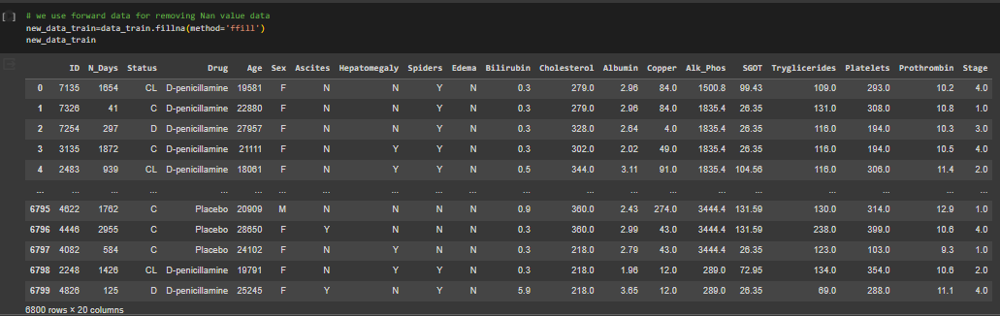 [ ] # we use forward data for removing Nan value data
new_data_train=data_train.fillna(method='ffill')
new_data_train
ID N_Days Status Drug Age Sex Ascites Hepatomegaly Spiders Edema Bilirubin Cholesterol Albumin Copper Alk_Phos SGOT Tryglicerides Platelets Prothrombin Stage
0 7135 1654 CL D-penicillamine 19581 F N N Y N 0.3 279.0 2.96 84.0 1500.8 99.43 109.0 293.0 10.2 4.0
1 7326 41 C D-penicillamine 22880 F N N Y N 0.3 279.0 2.96 84.0 1835.4 26.35 131.0 308.0 10.8 1.0
2 7254 297 D D-penicillamine 27957 F N N Y N 0.3 328.0 2.64 4.0 1835.4 26.35 116.0 194.0 10.3 3.0
3 3135 1872 C D-penicillamine 21111 F N Y Y N 0.3 302.0 2.02 49.0 1835.4 26.35 116.0 194.0 10.5 4.0
4 2483 939 CL D-penicillamine 18061 F N Y Y N 0.5 344.0 3.11 91.0 1835.4 104.56 116.0 306.0 11.4 2.0
... ... ... ... ... ... ... ... ... ... ... ... ... ... ... ... ... ... ... ... ...
6795 4622 1762 C Placebo 20909 M N N N N 0.9 360.0 2.43 274.0 3444.4 131.59 130.0 314.0 12.9 1.0
6796 4446 2955 C Placebo 28650 F Y N N N 0.3 360.0 2.99 43.0 3444.4 131.59 238.0 399.0 10.6 4.0
6797 4082 584 C Placebo 24102 F N Y N N 0.3 218.0 2.79 43.0 3444.4 26.35 123.0 103.0 9.3 1.0
6798 2248 1426 CL D-penicillamine 19791 F N Y Y N 0.3 218.0 1.96 12.0 289.0 72.95 134.0 354.0 10.6 2.0
6799 4826 125 D D-penicillamine 25245 F Y N Y N 5.9 218.0 3.65 12.0 289.0 26.35 69.0 288.0 11.1 4.0
6800 rows × 20 columns